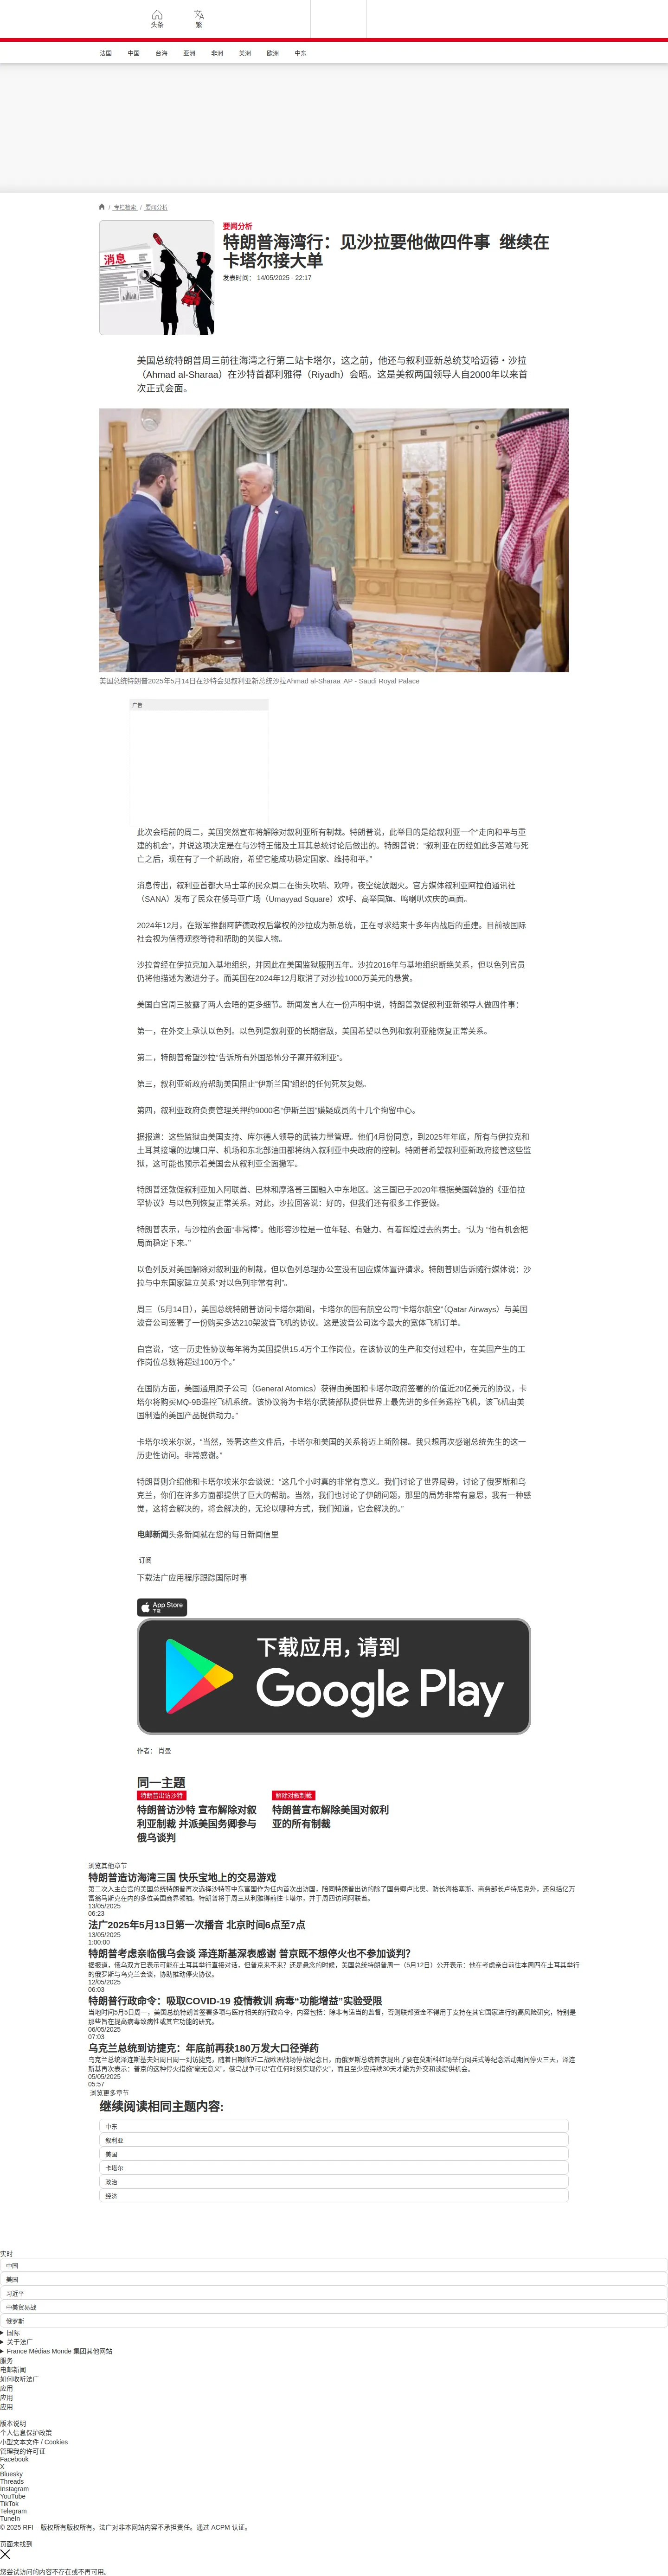 头条
繁
法国 中国 台海 亚洲 非洲 美洲 欧洲 中东
/ 专栏检索 / 要闻分析
消息
要闻分析
特朗普海湾行：见沙拉要他做四件事 继续在
卡塔尔接大单
发表时间： 14/05/2025 - 22:17
美国总统特朗普周三前往海湾之行第二站卡塔尔，这之前，他还与叙利亚新总统艾哈迈德・沙拉
（Ahmad al-Sharaa）在沙特首都利雅得（Riyadh）会晤。这是美叙两国领导人自2000年以来首
次正式会面。
美国总统特朗普2025年5月14日在沙特会见叙利亚新总统沙拉Ahmad al-Sharaa AP - Saudi Royal Palace
广告
此次会晤前的周二，美国突然宣布将解除对叙利亚所有制裁。特朗普说，此举目的是给叙利亚一个“走向和平与重
建的机会”，并说这项决定是在与沙特王储及土耳其总统讨论后做出的。特朗普说：“叙利亚在历经如此多苦难与死
亡之后，现在有了一个新政府，希望它能成功稳定国家、维持和平。”
消息传出，叙利亚首都大马士革的民众周二在街头吹哨、欢呼，夜空绽放烟火。官方媒体叙利亚阿拉伯通讯社
（SANA）发布了民众在倭马亚广场（Umayyad Square）欢呼、高举国旗、鸣喇叭欢庆的画面。
2024年12月，在叛军推翻阿萨德政权后掌权的沙拉成为新总统，正在寻求结束十多年内战后的重建。目前被国际
社会视为值得观察等待和帮助的关键人物。
沙拉曾经在伊拉克加入基地组织，并因此在美国监狱服刑五年。沙拉2016年与基地组织断绝关系，但以色列官员
仍将他描述为激进分子。而美国在2024年12月取消了对沙拉1000万美元的悬赏。
美国白宫周三披露了两人会晤的更多细节。新闻发言人在一份声明中说，特朗普敦促叙利亚新领导人做四件事：
第一，在外交上承认以色列。以色列是叙利亚的长期宿敌，美国希望以色列和叙利亚能恢复正常关系。
第二，特朗普希望沙拉“告诉所有外国恐怖分子离开叙利亚”。
第三，叙利亚新政府帮助美国阻止“伊斯兰国”组织的任何死灰复燃。
第四，叙利亚政府负责管理关押约9000名“伊斯兰国”嫌疑成员的十几个拘留中心。
据报道：这些监狱由美国支持、库尔德人领导的武装力量管理。他们4月份同意，到2025年年底，所有与伊拉克和
土耳其接壤的边境口岸、机场和东北部油田都将纳入叙利亚中央政府的控制。特朗普希望叙利亚新政府接管这些监
狱，这可能也预示着美国会从叙利亚全面撤军。
特朗普还敦促叙利亚加入阿联酋、巴林和摩洛哥三国融入中东地区。这三国已于2020年根据美国斡旋的《亚伯拉
罕协议》与以色列恢复正常关系。对此，沙拉回答说：好的，但我们还有很多工作要做。
特朗普表示，与沙拉的会面“非常棒”。他形容沙拉是一位年轻、有魅力、有着辉煌过去的男士。“认为 “他有机会把
局面稳定下来。”
以色列反对美国解除对叙利亚的制裁，但以色列总理办公室没有回应媒体置评请求。特朗普则告诉随行媒体说：沙
拉与中东国家建立关系“对以色列非常有利”。
周三（5月14日），美国总统特朗普访问卡塔尔期间，卡塔尔的国有航空公司“卡塔尔航空”（Qatar Airways）与美国
波音公司签署了一份购买多达210架波音飞机的协议。这是波音公司迄今最大的宽体飞机订单。
白宫说，“这一历史性协议每年将为美国提供15.4万个工作岗位，在该协议的生产和交付过程中，在美国产生的工
作岗位总数将超过100万个。”
在国防方面，美国通用原子公司（General Atomics）获得由美国和卡塔尔政府签署的价值近20亿美元的协议，卡
塔尔将购买MQ-9B遥控飞机系统。该协议将为卡塔尔武装部队提供世界上最先进的多任务遥控飞机，该飞机由美
国制造的美国产品提供动力。”
卡塔尔埃米尔说，“当然，签署这些文件后，卡塔尔和美国的关系将迈上新阶梯。我只想再次感谢总统先生的这一
历史性访问。非常感谢。”
特朗普则介绍他和卡塔尔埃米尔会谈说：“这几个小时真的非常有意义。我们讨论了世界局势，讨论了俄罗斯和乌
克兰，你们在许多方面都提供了巨大的帮助。当然，我们也讨论了伊朗问题，那里的局势非常有意思，我有一种感
觉，这将会解决的，将会解决的，无论以哪种方式，我们知道，它会解决的。”
电邮新闻头条新闻就在您的每日新闻信里
订阅
下载法广应用程序跟踪国际时事
App Store
下载
下载应用，请到
Google Play
作者： 肖曼
同一主题
特朗普出访沙特
特朗普访沙特 宣布解除对叙
利亚制裁 并派美国务卿参与
俄乌谈判
解除对叙制裁
特朗普宣布解除美国对叙利
亚的所有制裁
浏览其他章节
特朗普造访海湾三国 快乐宝地上的交易游戏
第二次入主白宫的美国总统特朗普再次选择沙特等中东富国作为任内首次出访国，陪同特朗普出访的除了国务卿卢比奥、防长海格塞斯、商务部长卢特尼克外，还包括亿万
富翁马斯克在内的多位美国商界领袖。特朗普将于周三从利雅得前往卡塔尔，并于周四访问阿联酋。
13/05/2025
06:23
法广2025年5月13日第一次播音 北京时间6点至7点
13/05/2025
1:00:00
特朗普考虑亲临俄乌会谈 泽连斯基深表感谢 普京既不想停火也不参加谈判？
据报道，俄乌双方已表示可能在土耳其举行直接对话，但普京来不来？还是悬念的时候，美国总统特朗普周一（5月12日）公开表示：他在考虑亲自前往本周四在土耳其举行
的俄罗斯与乌克兰会谈，协助推动停火协议。
12/05/2025
06:03
特朗普行政命令：吸取COVID-19 疫情教训 病毒“功能增益”实验受限
当地时间5月5日周一，美国总统特朗普签署多项与医疗相关的行政命令，内容包括：除非有适当的监督，否则联邦资金不得用于支持在其它国家进行的高风险研究，特别是
那些旨在提高病毒致病性或其它功能的研究。
06/05/2025
07:03
乌克兰总统到访捷克：年底前再获180万发大口径弹药
乌克兰总统泽连斯基夫妇周日周一到访捷克，随着日期临近二战欧洲战场停战纪念日，而俄罗斯总统普京提出了要在莫斯科红场举行阅兵式等纪念活动期间停火三天，泽连
斯基再次表示：普京的这种停火措施“毫无意义”，俄乌战争可以“在任何时刻实现停火”，而且至少应持续30天才能为外交和谈提供机会。
05/05/2025
05:57
浏览更多章节
继续阅读相同主题内容:
中东
叙利亚
美国
卡塔尔
政治
经济
实时
中国
美国
习近平
中美贸易战
俄罗斯
国际
关于法广
France Médias Monde 集团其他网站
服务
电邮新闻
如何收听法广
应用
应用
应用
版本说明
个人信息保护政策
小型文本文件 / Cookies
管理我的许可证
Facebook
X
Bluesky
Threads
Instagram
YouTube
TikTok
Telegram
TuneIn
© 2025 RFI – 版权所有版权所有。法广对非本网站内容不承担责任。通过 ACPM 认证。
页面未找到
您尝试访问的内容不存在或不再可用。